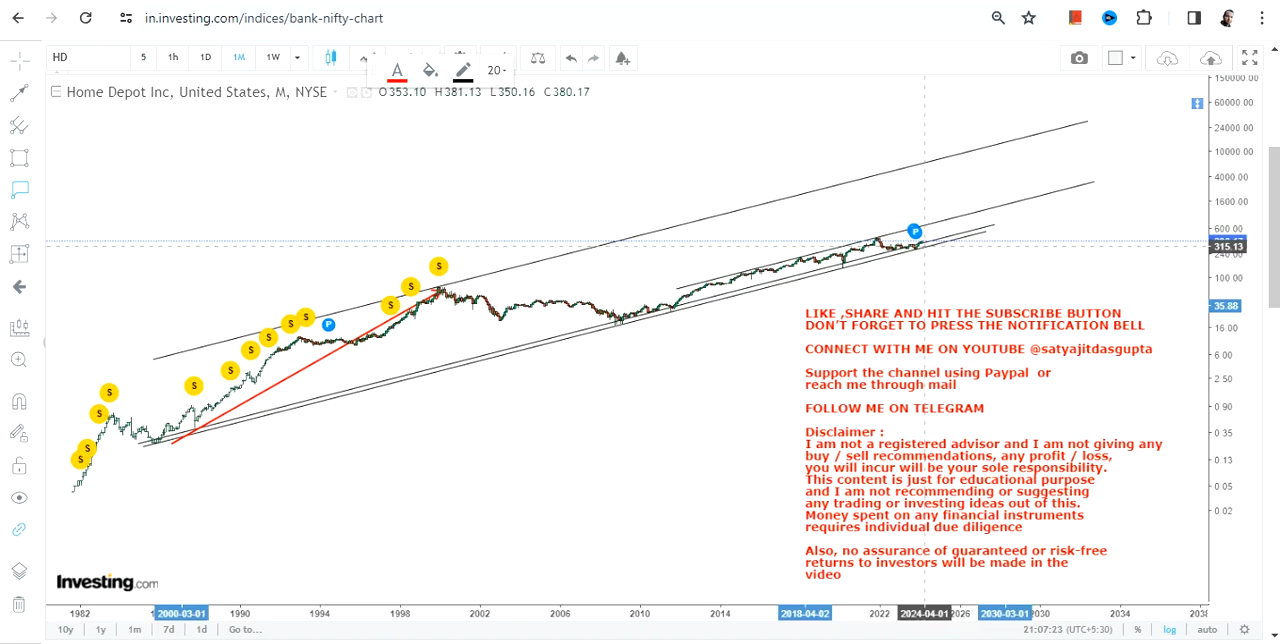 in.investing.com/indices/bank-nifty-chart
HD 5 1h 1D 1M 1W A 20
Home Depot Inc, United States, M, NYSE O353.10 H381.13 L350.16 C380.17
150000.00
60000.00
24000.00
10000.00
4000.00
1600.00
600.00
315.13
100.00
35.88
16.00
6.00
2.50
0.90
0.35
0.13
0.05
0.02
P
S
S
S
S
S
S
P
S
S
S
S
S
S
S
S
LIKE ,SHARE AND HIT THE SUBSCRIBE BUTTON
DON'T FORGET TO PRESS THE NOTIFICATION BELL
CONNECT WITH ME ON YOUTUBE @satyajitdasgupta
Support the channel using Paypal or
reach me through mail
FOLLOW ME ON TELEGRAM
Disclaimer :
I am not a registered advisor and I am not giving any
buy / sell recommendations, any profit / loss,
you will incur will be your sole responsibility.
This content is just for educational purpose
and I am not recommending or suggesting
any trading or investing ideas out of this.
Money spent on any financial instruments
requires individual due diligence
Also, no assurance of guaranteed or risk-free
returns to investors will be made in the
video
Investing.com
1982 2000-03-01 1990 1994 1998 2002 2006 2010 2014 2018-04-02 2022 2024-04-01 2026 2030-03-01 2030 2034
10y 1y 1m 7d 1d Go to... 21:07:23 (UTC+5:30) % log auto